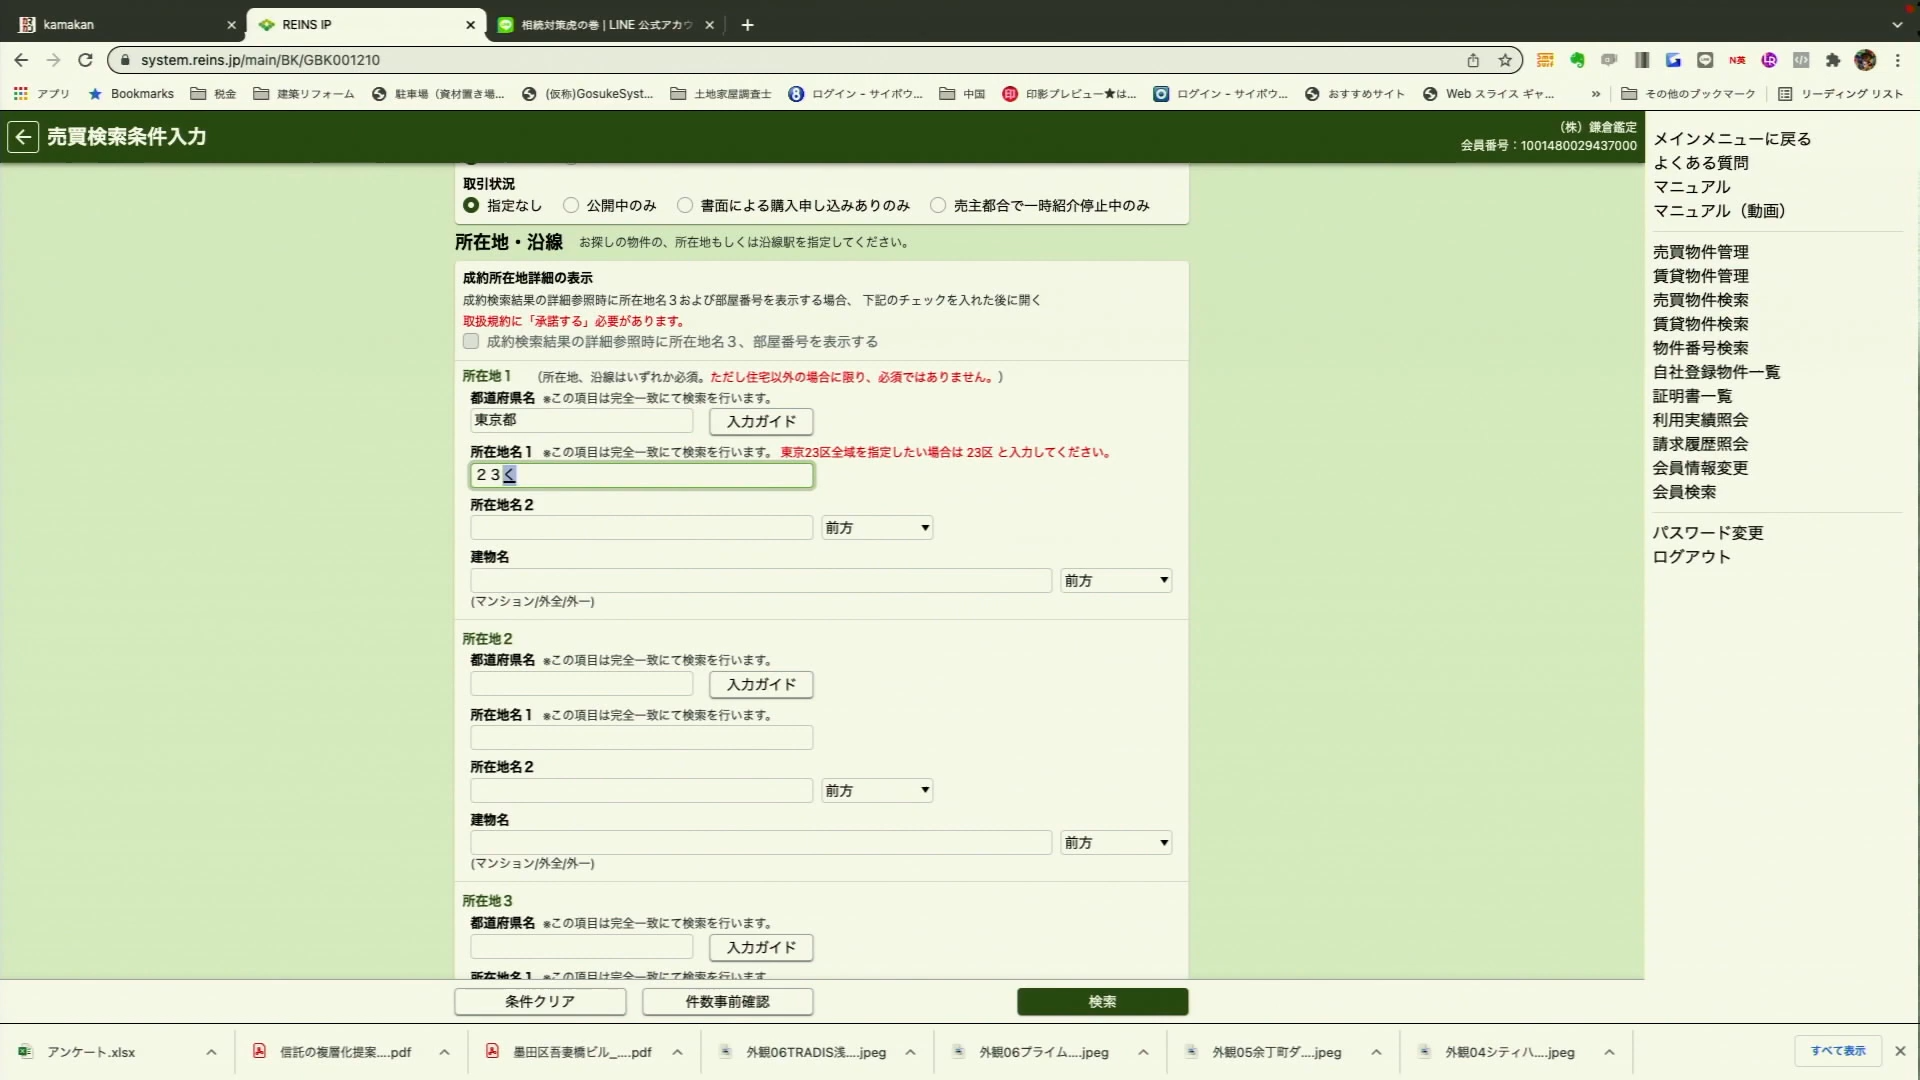 kamakan
REINS IP
相続対策虎の巻 | LINE 公式アカウ
system.reins.jp/main/BK/GBK001210
アプリ
Bookmarks
税金
建築リフォーム
駐車場（資材置き場...
(仮称)GosukeSyst...
土地家屋調査士
ログイン - サイボウ...
中国
印影プレビュー★は...
ログイン - サイボウ...
おすすめサイト
Web スライス ギャ...
»
その他のブックマーク
リーディング リスト
売買検索条件入力
（株）鎌倉鑑定
会員番号：1001480029437000
取引状況
指定なし 公開中のみ 書面による購入申し込みありのみ 売主都合で一時紹介停止中のみ
所在地・沿線 お探しの物件の、所在地もしくは沿線駅を指定してください。
成約所在地詳細の表示
成約検索結果の詳細参照時に所在地名３および部屋番号を表示する場合、 下記のチェックを入れた後に開く
取扱規約に「承諾する」必要があります。
成約検索結果の詳細参照時に所在地名３、部屋番号を表示する
所在地１ （所在地、沿線はいずれか必須。ただし住宅以外の場合に限り、必須ではありません。）
都道府県名 ※この項目は完全一致にて検索を行います。
東京都 入力ガイド
所在地名１ ※この項目は完全一致にて検索を行います。 東京23区全域を指定したい場合は 23区 と入力してください。
２３く
所在地名２
前方
建物名
前方
(マンション/外全/外一)
所在地２
都道府県名 ※この項目は完全一致にて検索を行います。
入力ガイド
所在地名１ ※この項目は完全一致にて検索を行います。
所在地名２
前方
建物名
前方
(マンション/外全/外一)
所在地３
都道府県名 ※この項目は完全一致にて検索を行います。
入力ガイド
所在地名１ ※この項目は完全一致にて検索を行います。
条件クリア 件数事前確認 検索
メインメニューに戻る
よくある質問
マニュアル
マニュアル（動画）
売買物件管理
賃貸物件管理
売買物件検索
賃貸物件検索
物件番号検索
自社登録物件一覧
証明書一覧
利用実績照会
請求履歴照会
会員情報変更
会員検索
パスワード変更
ログアウト
アンケート.xlsx
信託の複層化提案....pdf
墨田区吾妻橋ビル_....pdf
外観06TRADIS浅....jpeg
外観06プライム....jpeg
外観05余丁町ダ....jpeg
外観04シティハ....jpeg
すべて表示